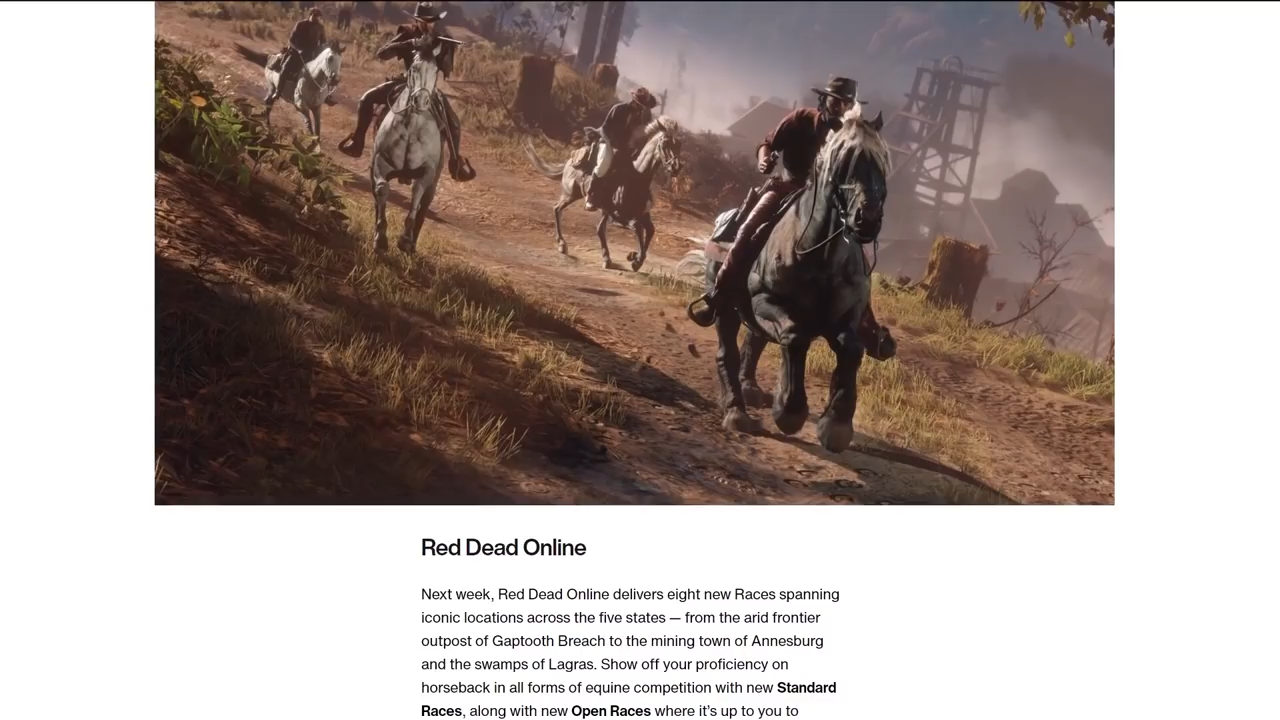 Red Dead Online
Next week, Red Dead Online delivers eight new Races spanning
iconic locations across the five states — from the arid frontier
outpost of Gaptooth Breach to the mining town of Annesburg
and the swamps of Lagras. Show off your proficiency on
horseback in all forms of equine competition with new Standard
Races, along with new Open Races where it’s up to you to